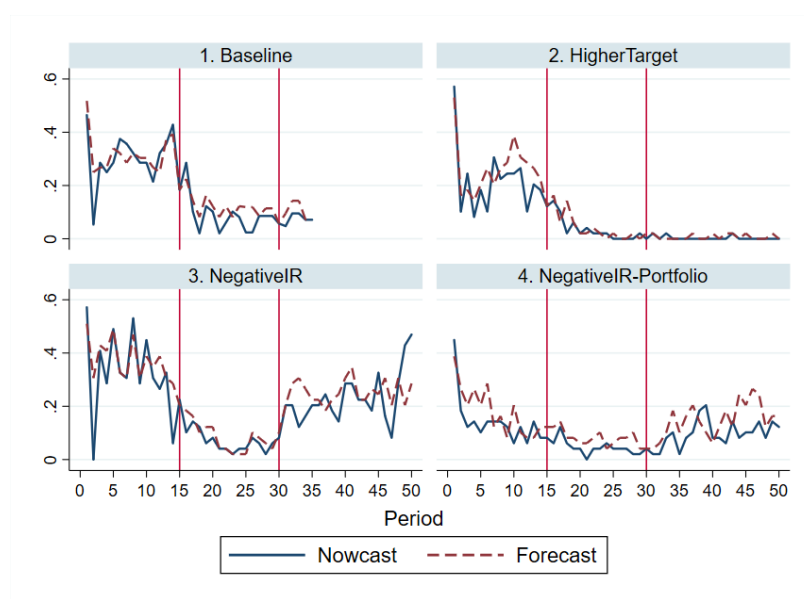 1. Baseline
2. HigherTarget
.6
.4
.2
0
3. NegativeIR
4. NegativeIR-Portfolio
.6
.4
.2
0
0 5 10 15 20 25 30 35 40 45 50
0 5 10 15 20 25 30 35 40 45 50
Period
Nowcast
Forecast